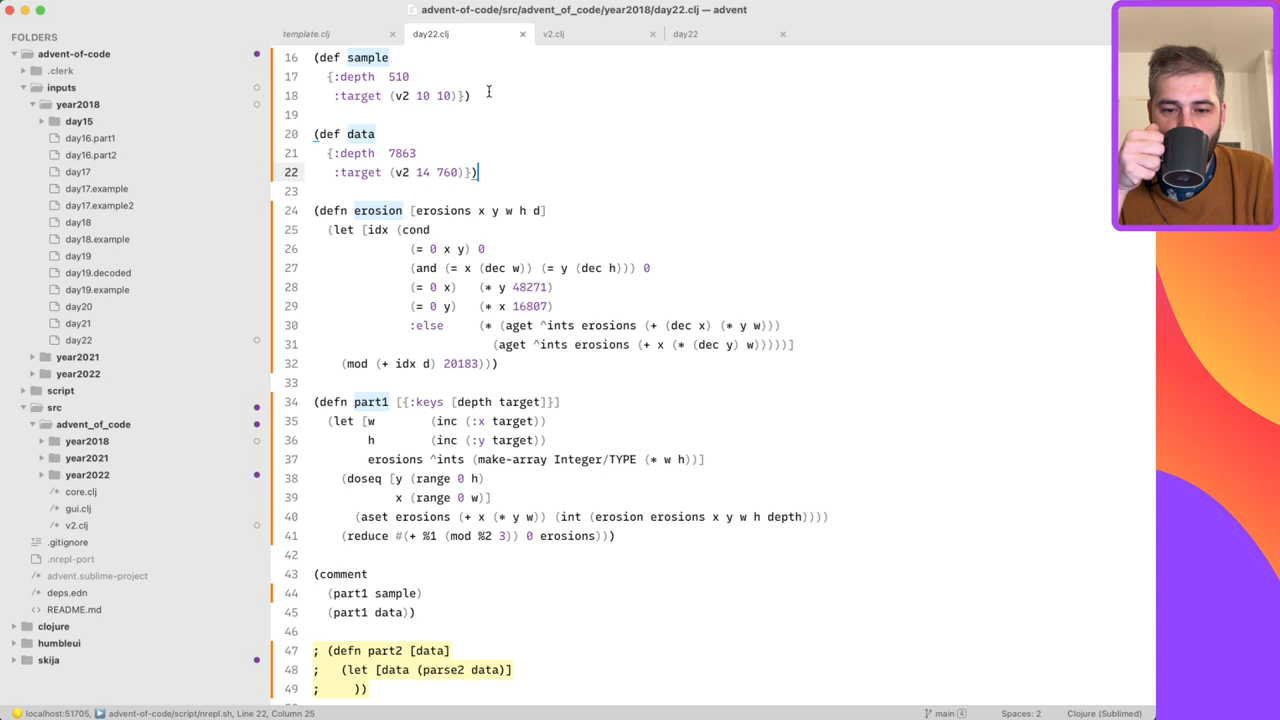 advent-of-code/src/advent_of_code/year2018/day22.clj — advent
FOLDERS
advent-of-code
.clerk
inputs
year2018
day15
day16.part1
day16.part2
day17
day17.example
day17.example2
day18
day18.example
day19
day19.decoded
day19.example
day20
day21
day22
year2021
year2022
script
src
advent_of_code
year2018
year2021
year2022
core.clj
gui.clj
v2.clj
.gitignore
.nrepl-port
advent.sublime-project
deps.edn
README.md
clojure
humbleui
skija
template.clj
day22.clj
v2.clj
day22
16 (def sample
17   {:depth  510
18    :target (v2 10 10)})
19
20 (def data
21   {:depth  7863
22    :target (v2 14 760)})
23
24 (defn erosion [erosions x y w h d]
25   (let [idx (cond
26               (= 0 x y) 0
27               (and (= x (dec w)) (= y (dec h))) 0
28               (= 0 x)   (* y 48271)
29               (= 0 y)   (* x 16807)
30               :else     (* (aget ^ints erosions (+ (dec x) (* y w)))
31                           (aget ^ints erosions (+ x (* (dec y) w)))))]
32     (mod (+ idx d) 20183)))
33
34 (defn part1 [{:keys [depth target]}]
35   (let [w        (inc (:x target))
36         h        (inc (:y target))
37         erosions ^ints (make-array Integer/TYPE (* w h))]
38     (doseq [y (range 0 h)
39             x (range 0 w)]
40       (aset erosions (+ x (* y w)) (int (erosion erosions x y w h depth))))
41     (reduce #(+ %1 (mod %2 3)) 0 erosions)))
42
43 (comment
44   (part1 sample)
45   (part1 data))
46
47 ; (defn part2 [data]
48 ;   (let [data (parse2 data)]
49 ;     ))
localhost:51705, advent-of-code/script/nrepl.sh, Line 22, Column 25
main 4
Spaces: 2
Clojure (Sublimed)